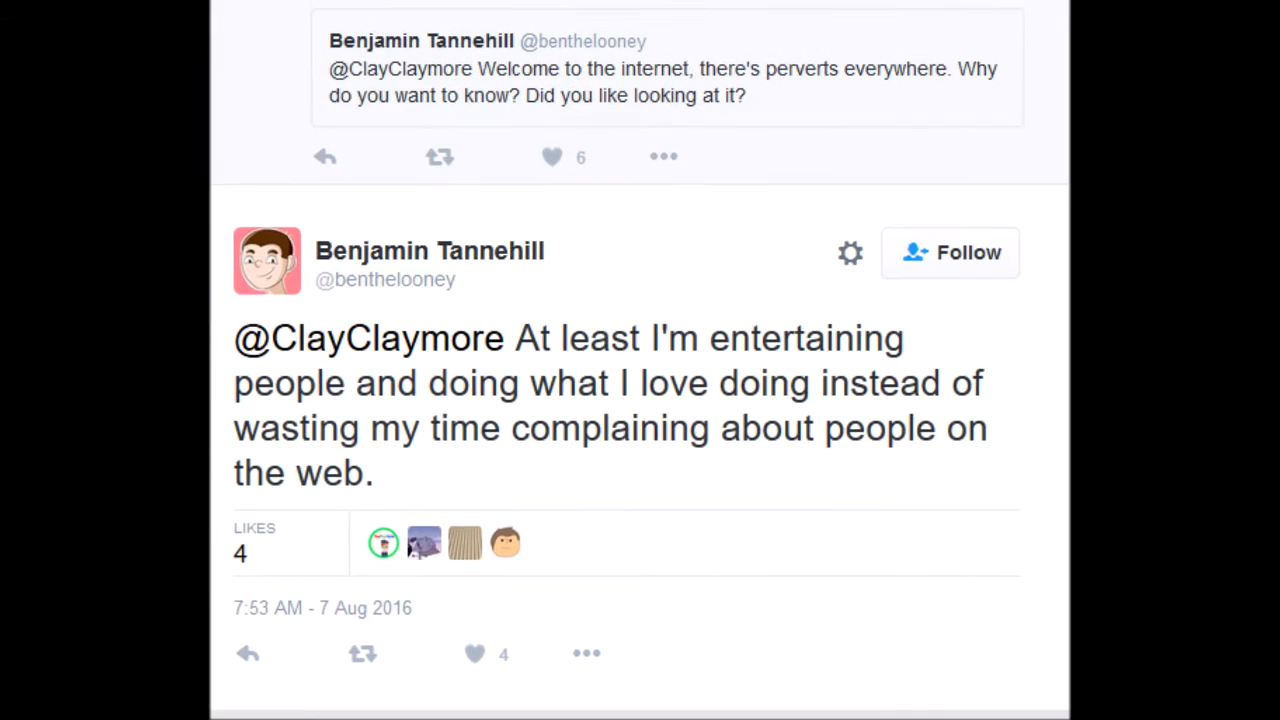 Benjamin Tannehill @benthelooney
@ClayClaymore Welcome to the internet, there's perverts everywhere. Why
do you want to know? Did you like looking at it?
6
Benjamin Tannehill
@benthelooney
Follow
@ClayClaymore At least I'm entertaining
people and doing what I love doing instead of
wasting my time complaining about people on
the web.
LIKES
4
7:53 AM - 7 Aug 2016
4